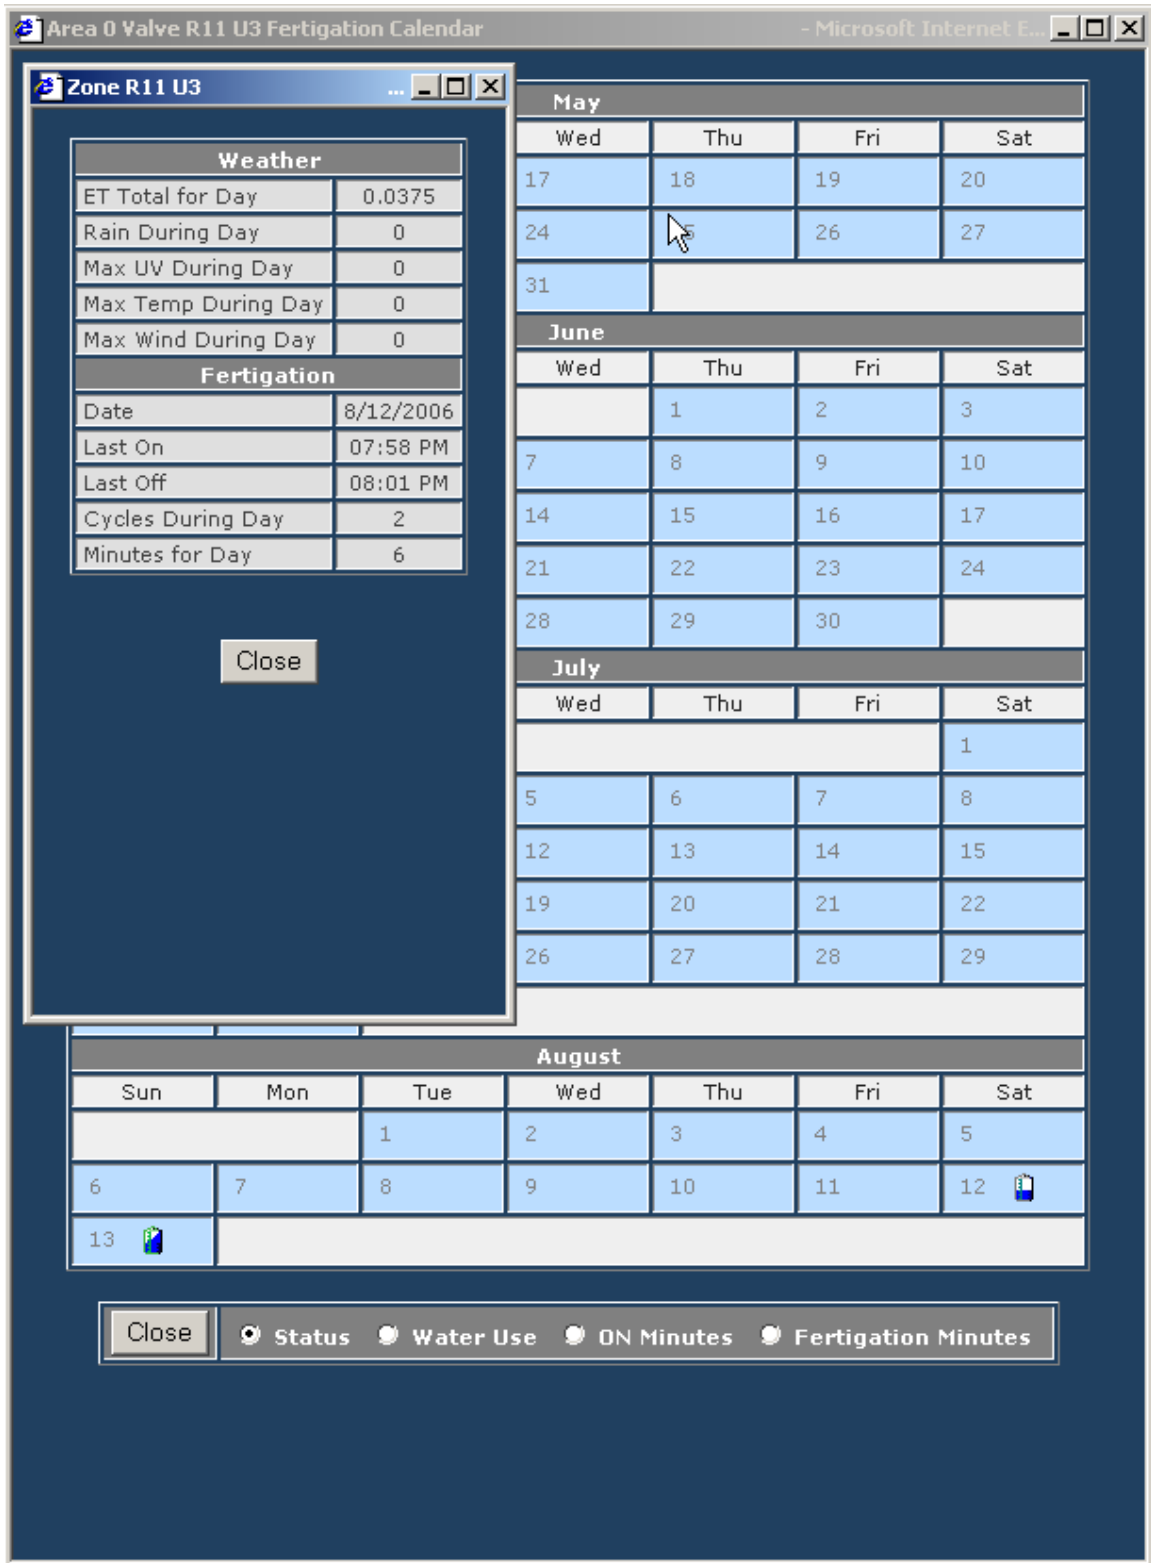 Area 0 Valve R11 U3 Fertigation Calendar - Microsoft Internet E...
Zone R11 U3 ...
Weather
ET Total for Day 0.0375
Rain During Day 0
Max UV During Day 0
Max Temp During Day 0
Max Wind During Day 0
Fertigation
Date 8/12/2006
Last On 07:58 PM
Last Off 08:01 PM
Cycles During Day 2
Minutes for Day 6
Close
May
Wed Thu Fri Sat
17 18 19 20
24 26 27
31
June
Wed Thu Fri Sat
1 2 3
7 8 9 10
14 15 16 17
21 22 23 24
28 29 30
July
Wed Thu Fri Sat
1
5 6 7 8
12 13 14 15
19 20 21 22
26 27 28 29
August
Sun Mon Tue Wed Thu Fri Sat
1 2 3 4 5
6 7 8 9 10 11 12
13
Close Status Water Use ON Minutes Fertigation Minutes